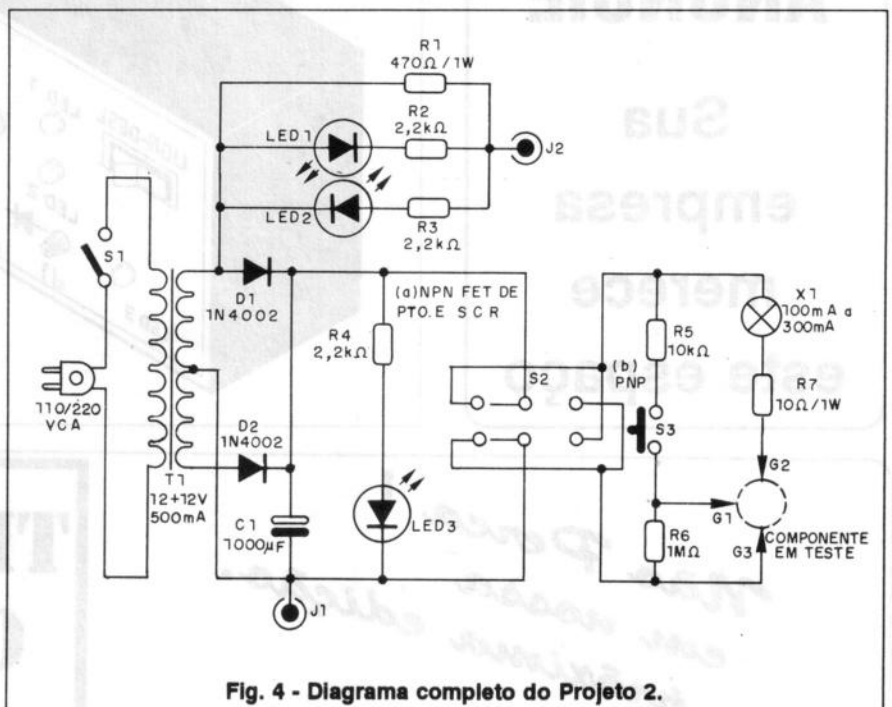 R1
470Ω/1W
R2
2,2kΩ
LED1
J2
LED2
R3
2,2kΩ
S1
D1
1N4002
(a)NPN FET DE
PTO.E SCR
R4
2,2kΩ
R5
10kΩ
X1
100mA a
300mA
S2
(b)
PNP
R7
10Ω/1W
S3
110/220
VCA
D2
1N4002
T1
12+12V
500mA
C1
1000µF
LED3
G2
G1
R6
1MΩ
G3
COMPONENTE
EM TESTE
J1
Fig. 4 - Diagrama completo do Projeto 2.
Sua
empresa
merece
este espaço